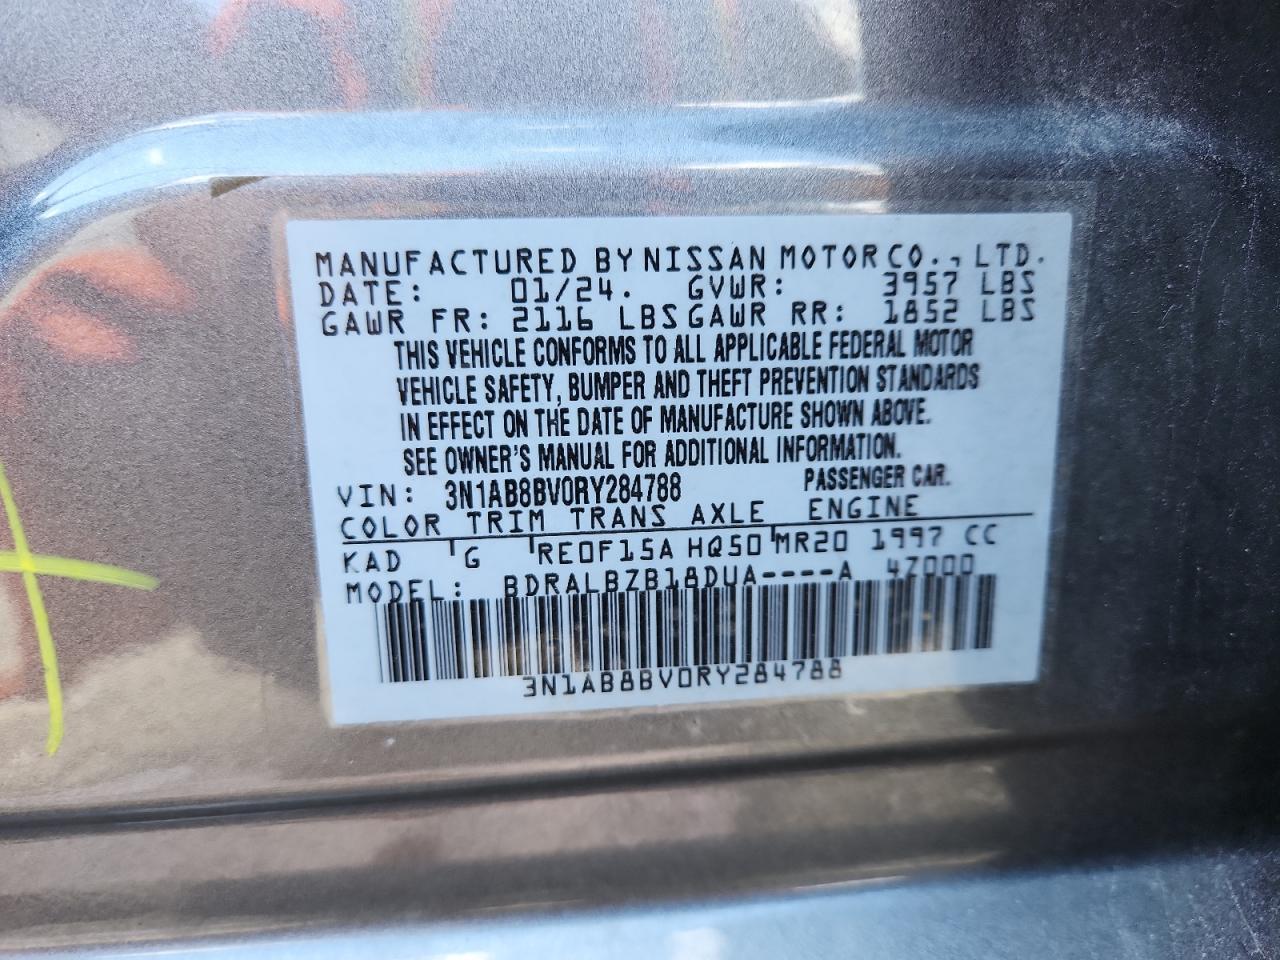 MANUFACTURED BY NISSAN MOTOR CO., LTD.
DATE: 01/24. GVWR: 3957 LBS
GAWR FR: 2116 LBS GAWR RR: 1852 LBS
THIS VEHICLE CONFORMS TO ALL APPLICABLE FEDERAL MOTOR
VEHICLE SAFETY, BUMPER AND THEFT PREVENTION STANDARDS
IN EFFECT ON THE DATE OF MANUFACTURE SHOWN ABOVE.
SEE OWNER'S MANUAL FOR ADDITIONAL INFORMATION.
VIN: 3N1AB8BV0RY284788 PASSENGER CAR.
COLOR TRIM TRANS AXLE ENGINE
KAD G RE0F15A HQ50 MR20 1997 CC
MODEL: BDRALBZB18DUA----A 4Z000
3N1AB8BV0RY284788